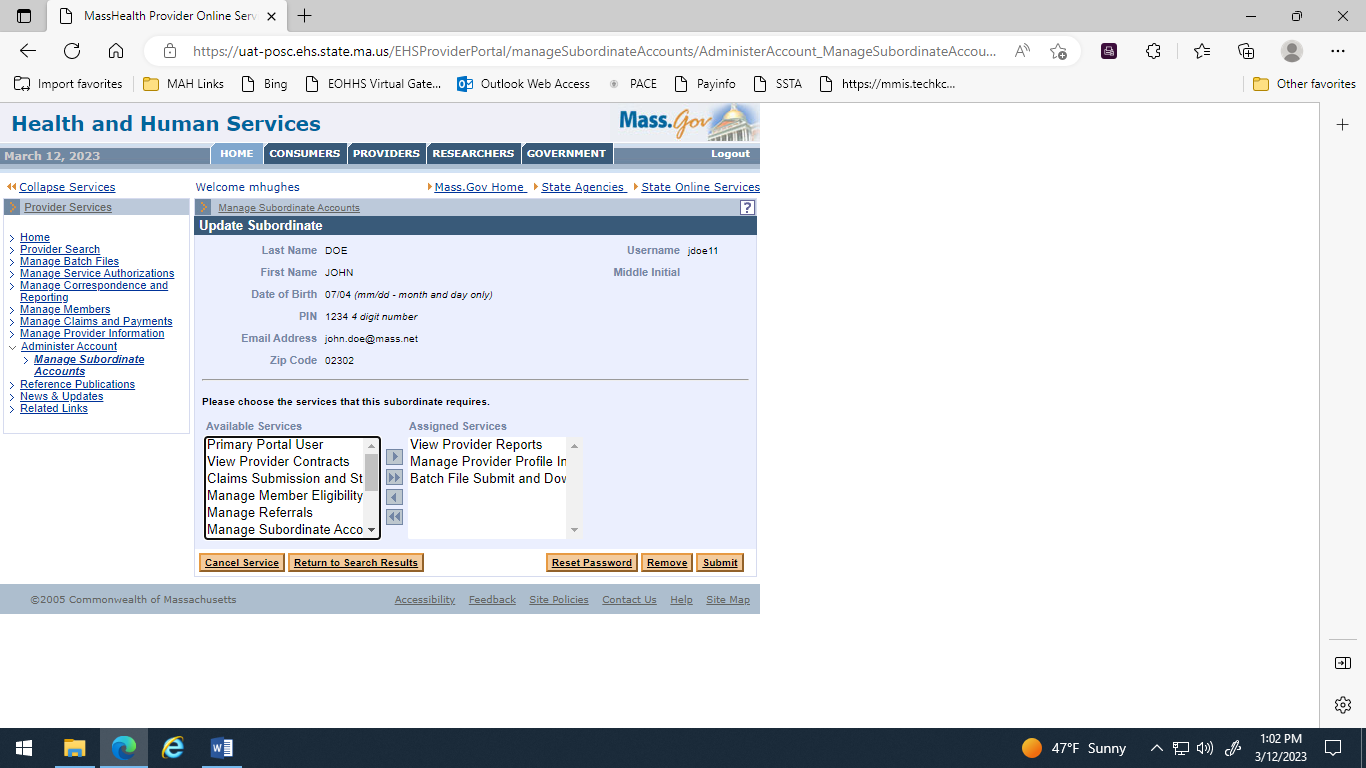 MassHealth Provider Online Serv
https://uat-posc.ehs.state.ma.us/EHSProviderPortal/manageSubordinateAccounts/AdministerAccount_ManageSubordinateAccou...
Import favorites MAH Links Bing EOHHS Virtual Gate... Outlook Web Access PACE Payinfo SSTA https://mmis.techkc... Other favorites
Health and Human Services Mass.Gov
March 12, 2023 HOME CONSUMERS PROVIDERS RESEARCHERS GOVERNMENT Logout
Collapse Services Welcome mhughes Mass.Gov Home State Agencies State Online Services
Provider Services
Home
Provider Search
Manage Batch Files
Manage Service Authorizations
Manage Correspondence and
Reporting
Manage Members
Manage Claims and Payments
Manage Provider Information
Administer Account
Manage Subordinate
Accounts
Reference Publications
News & Updates
Related Links
Manage Subordinate Accounts ?
Update Subordinate
Last Name DOE Username jdoe11
First Name JOHN Middle Initial
Date of Birth 07/04 (mm/dd - month and day only)
PIN 1234 4 digit number
Email Address john.doe@mass.net
Zip Code 02302
Please choose the services that this subordinate requires.
Available Services Assigned Services
Primary Portal User View Provider Reports
View Provider Contracts Manage Provider Profile In
Claims Submission and St Batch File Submit and Dow
Manage Member Eligibility
Manage Referrals
Manage Subordinate Acco
Cancel Service Return to Search Results Reset Password Remove Submit
©2005 Commonwealth of Massachusetts Accessibility Feedback Site Policies Contact Us Help Site Map
47°F Sunny 1:02 PM
3/12/2023